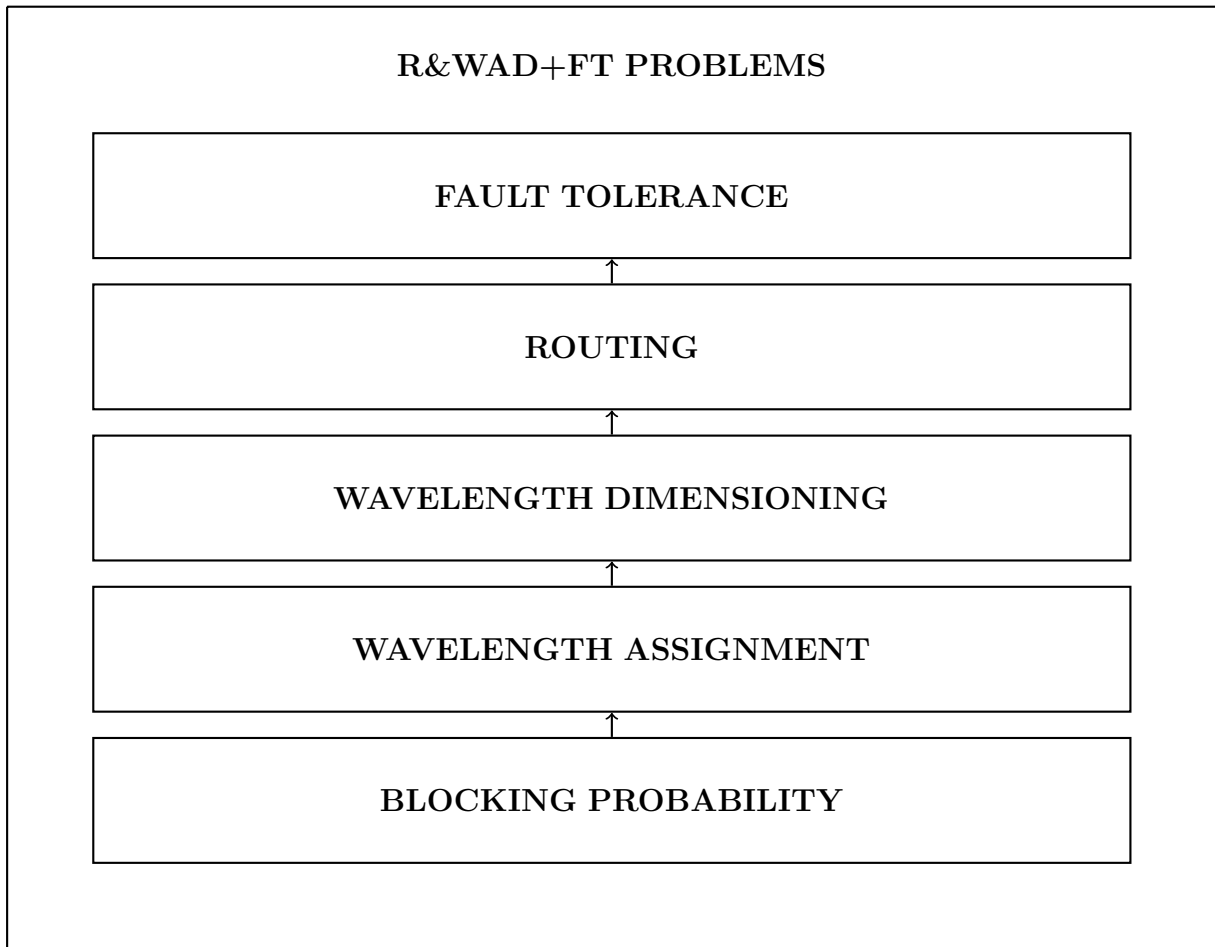 R&WAD+FT PROBLEMS
FAULT TOLERANCE
ROUTING
WAVELENGTH DIMENSIONING
WAVELENGTH ASSIGNMENT
BLOCKING PROBABILITY